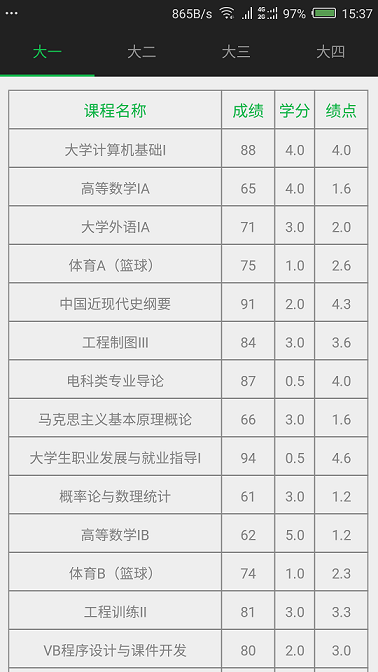 865B/s 4G 2G 97% 15:37
大一 大二 大三 大四
课程名称 成绩 学分 绩点
大学计算机基础I 88 4.0 4.0
高等数学IA 65 4.0 1.6
大学外语IA 71 3.0 2.0
体育A（篮球） 75 1.0 2.6
中国近现代史纲要 91 2.0 4.3
工程制图III 84 3.0 3.6
电科类专业导论 87 0.5 4.0
马克思主义基本原理概论 66 3.0 1.6
大学生职业发展与就业指导I 94 0.5 4.6
概率论与数理统计 61 3.0 1.2
高等数学IB 62 5.0 1.2
体育B（篮球） 74 1.0 2.3
工程训练II 81 3.0 3.3
VB程序设计与课件开发 80 2.0 3.0